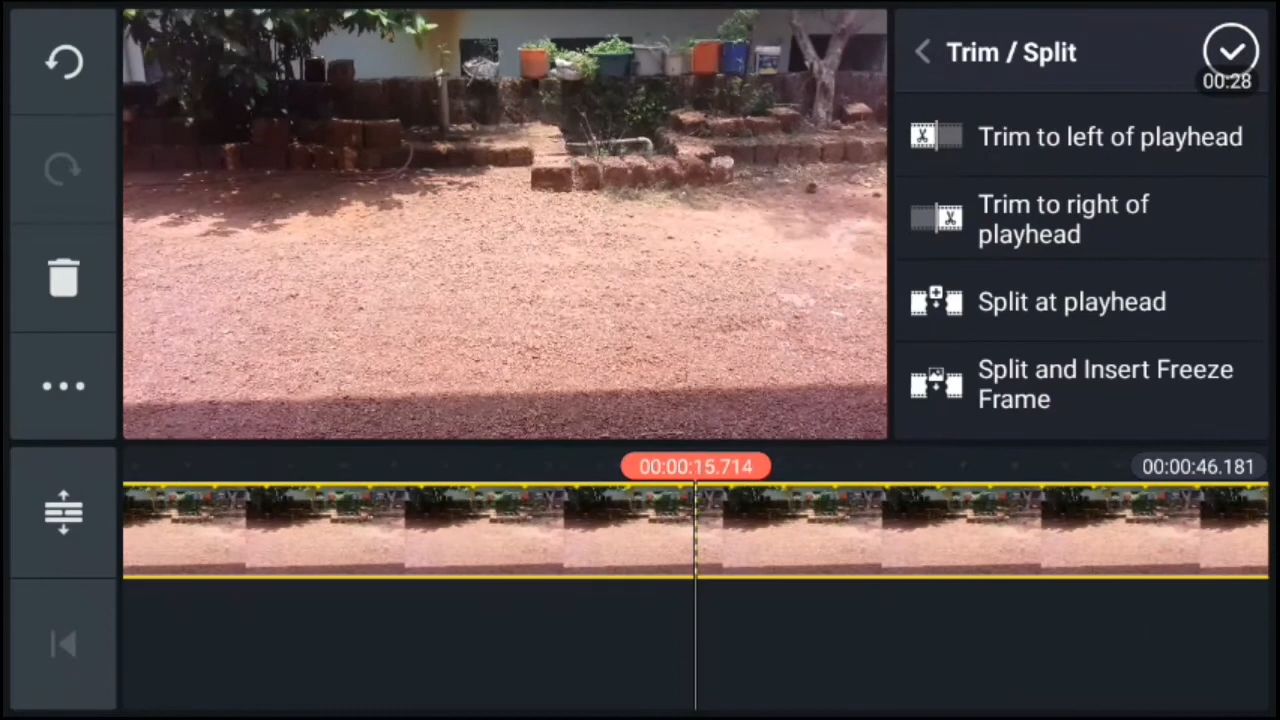 Trim / Split
00:28
Trim to left of playhead
Trim to right of
playhead
Split at playhead
Split and Insert Freeze
Frame
00:00:15.714
00:00:46.181